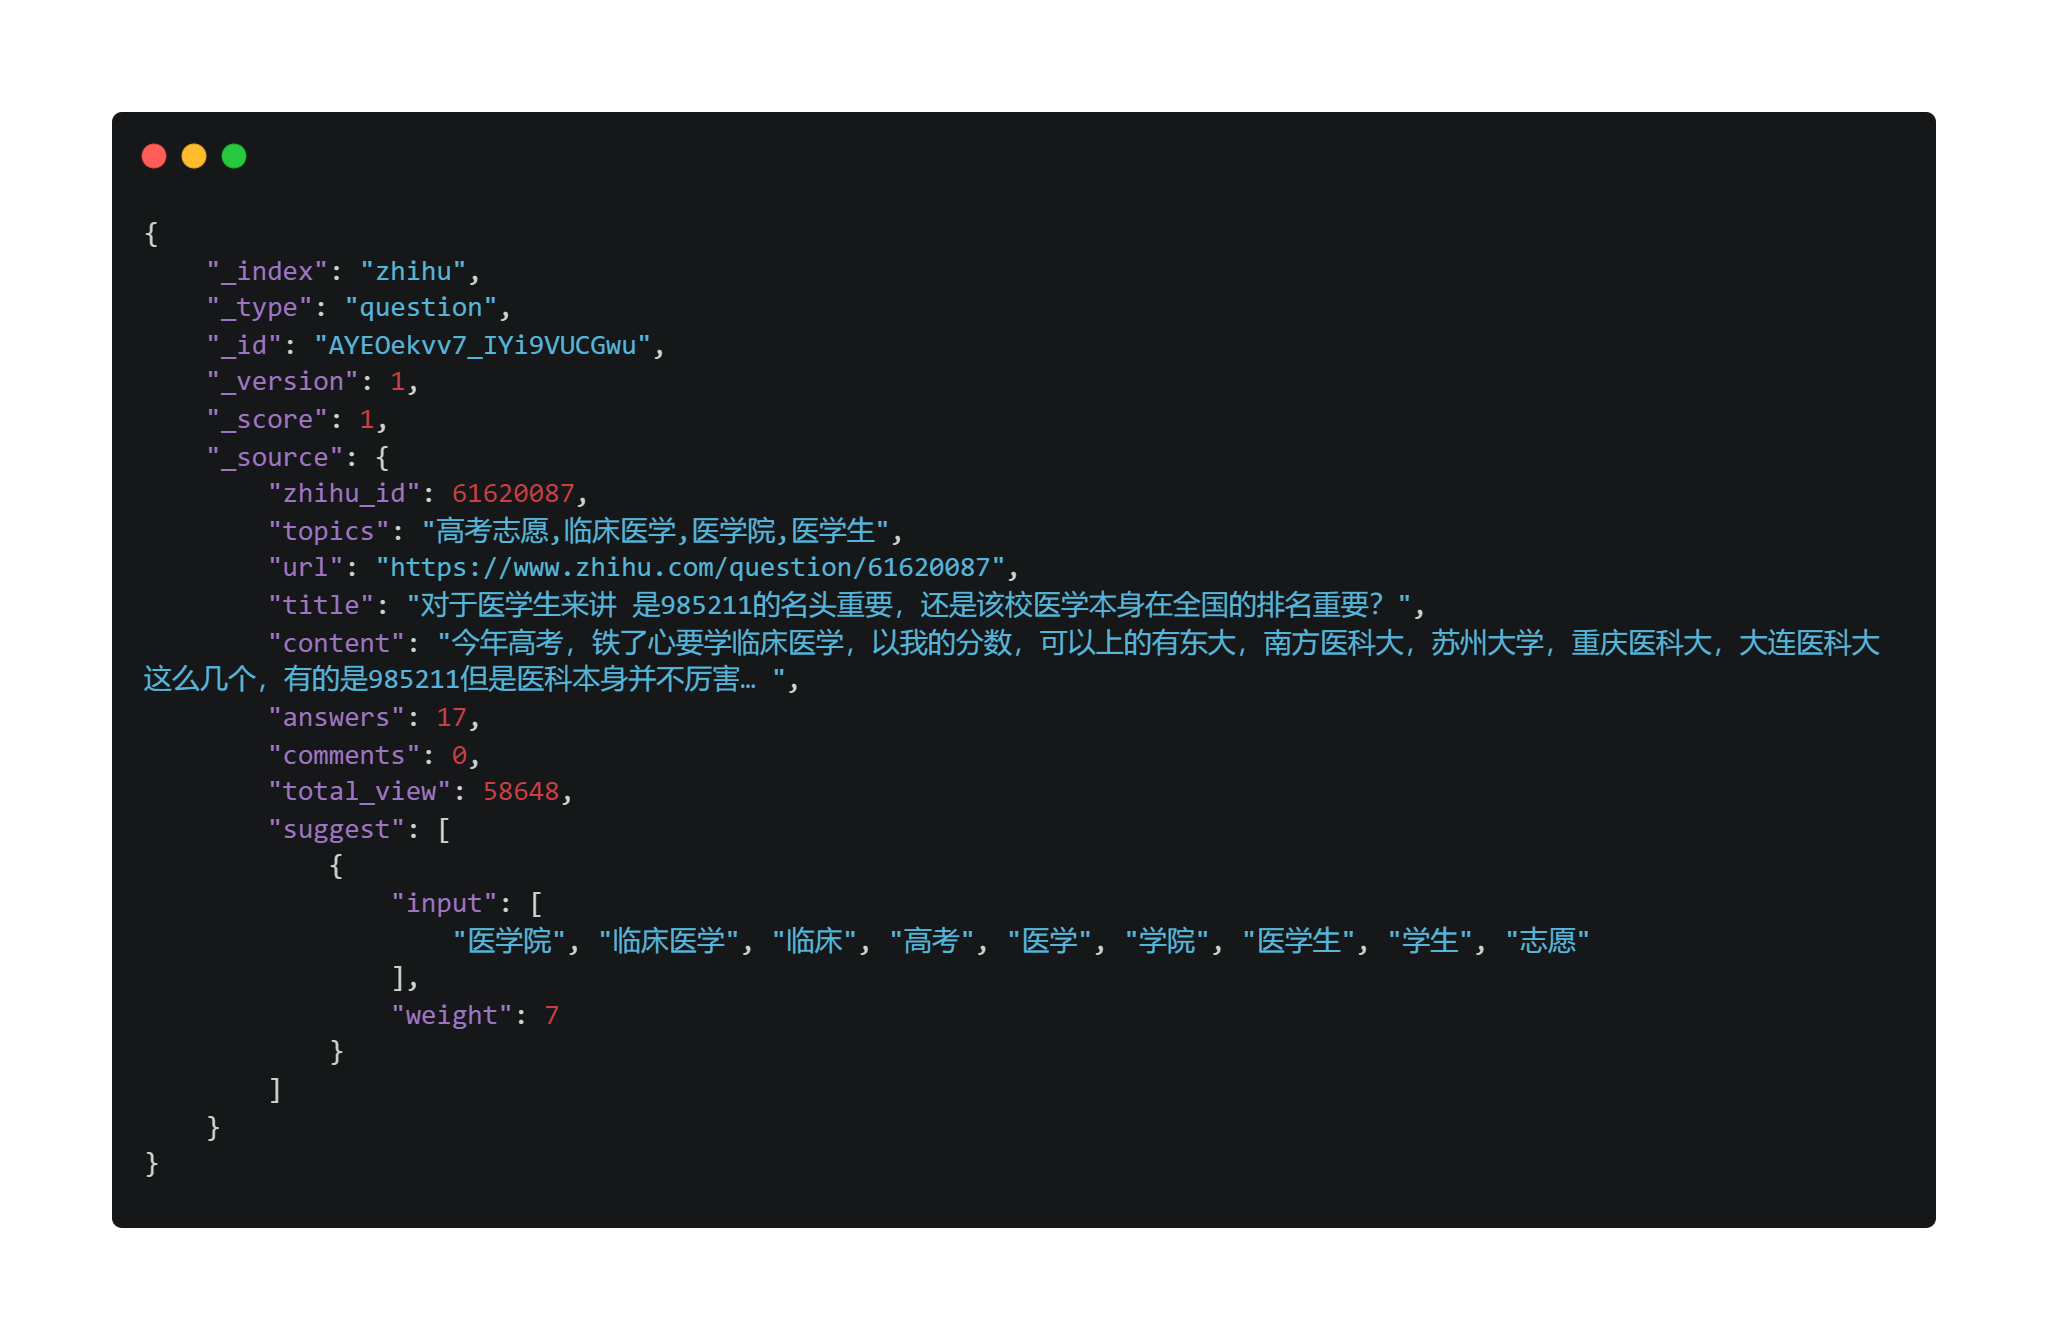 {
    "_index": "zhihu",
    "_type": "question",
    "_id": "AYEOekvv7_IYi9VUCGwu",
    "_version": 1,
    "_score": 1,
    "_source": {
        "zhihu_id": 61620087,
        "topics": "高考志愿,临床医学,医学院,医学生",
        "url": "https://www.zhihu.com/question/61620087",
        "title": "对于医学生来讲 是985211的名头重要，还是该校医学本身在全国的排名重要？",
        "content": "今年高考，铁了心要学临床医学，以我的分数，可以上的有东大，南方医科大，苏州大学，重庆医科大，大连医科大
这么几个，有的是985211但是医科本身并不厉害… ",
        "answers": 17,
        "comments": 0,
        "total_view": 58648,
        "suggest": [
            {
                "input": [
                    "医学院", "临床医学", "临床", "高考", "医学", "学院", "医学生", "学生", "志愿"
                ],
                "weight": 7
            }
        ]
    }
}